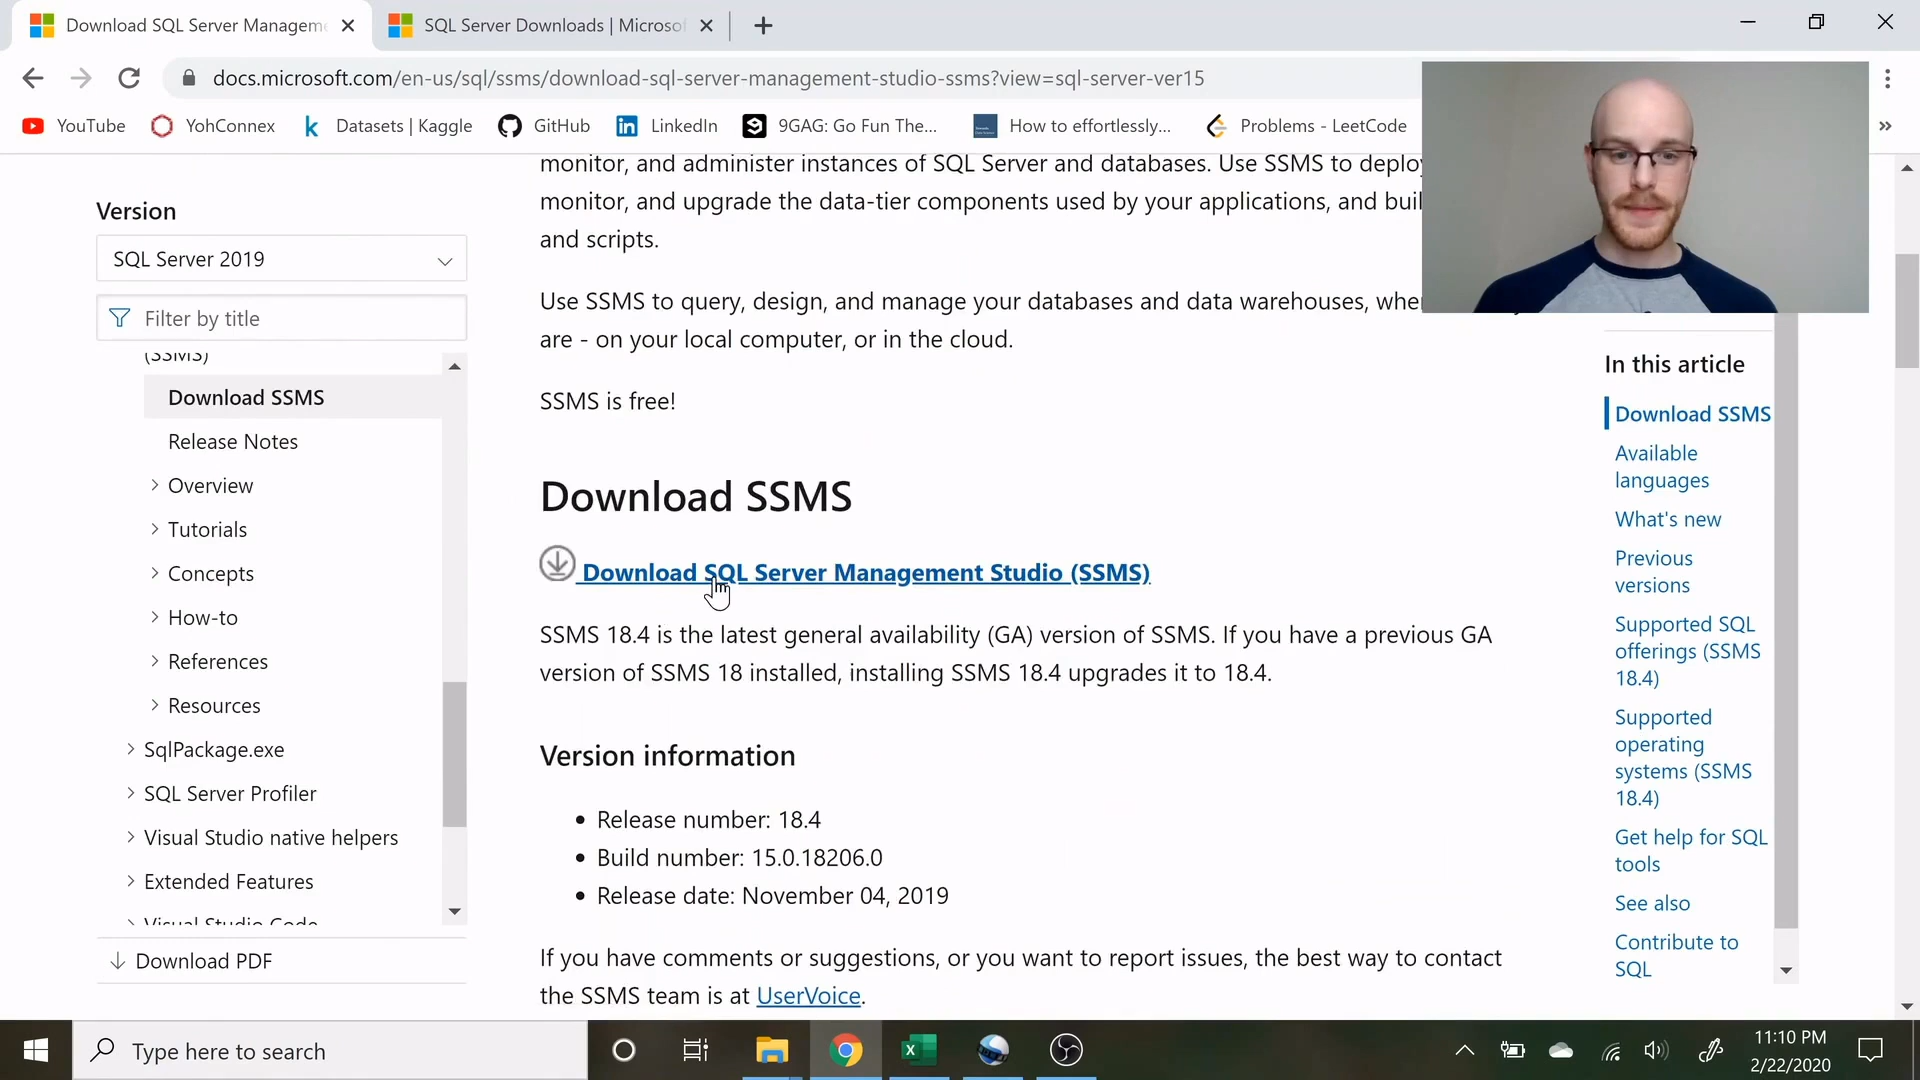 Download SQL Server Managem
SQL Server Downloads | Microsof
docs.microsoft.com/en-us/sql/ssms/download-sql-server-management-studio-ssms?view=sql-server-ver15
YouTube
YohConnex
Datasets | Kaggle
GitHub
LinkedIn
9GAG: Go Fun The...
How to effortlessly...
Problems - LeetCode
Version
SQL Server 2019
Filter by title
(SSMS)
Download SSMS
Release Notes
Overview
Tutorials
Concepts
How-to
References
Resources
SqlPackage.exe
SQL Server Profiler
Visual Studio native helpers
Extended Features
Visual Studio Code
Download PDF
monitor, and administer instances of SQL Server and databases. Use SSMS to deploy
monitor, and upgrade the data-tier components used by your applications, and buil
and scripts.
Use SSMS to query, design, and manage your databases and data warehouses, whe
are - on your local computer, or in the cloud.
SSMS is free!
Download SSMS
Download SQL Server Management Studio (SSMS)
SSMS 18.4 is the latest general availability (GA) version of SSMS. If you have a previous GA
version of SSMS 18 installed, installing SSMS 18.4 upgrades it to 18.4.
Version information
• Release number: 18.4
• Build number: 15.0.18206.0
• Release date: November 04, 2019
If you have comments or suggestions, or you want to report issues, the best way to contact
the SSMS team is at UserVoice.
In this article
Download SSMS
Available
languages
What's new
Previous
versions
Supported SQL
offerings (SSMS
18.4)
Supported
operating
systems (SSMS
18.4)
Get help for SQL
tools
See also
Contribute to
SQL
Type here to search
11:10 PM
2/22/2020